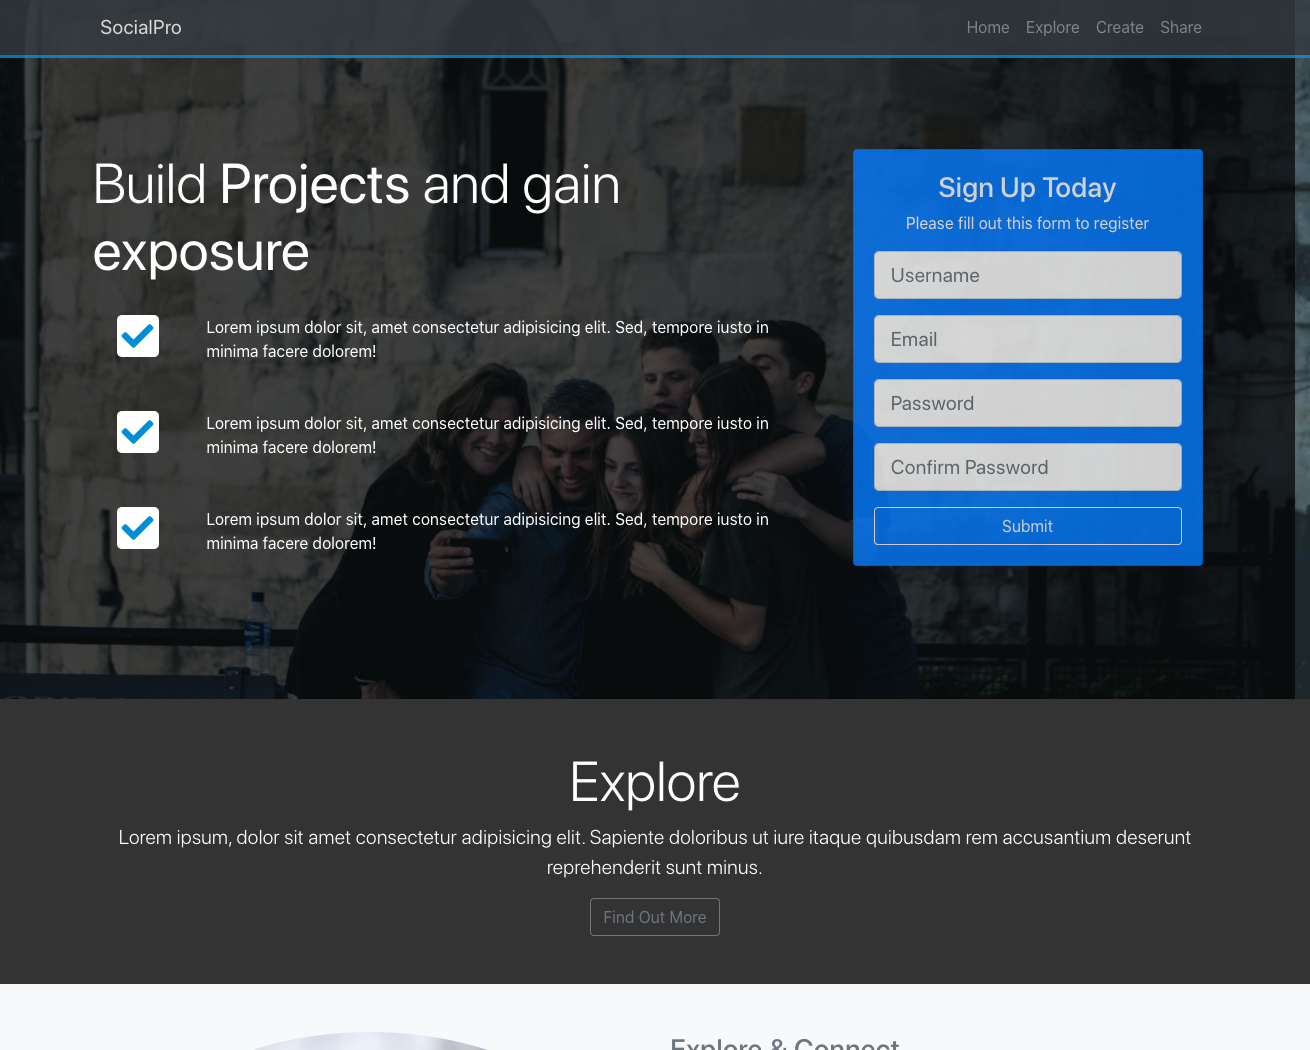 SocialPro
Home Explore Create Share
Build Projects and gain
exposure
Lorem ipsum dolor sit, amet consectetur adipisicing elit. Sed, tempore iusto in
minima facere dolorem!
Lorem ipsum dolor sit, amet consectetur adipisicing elit. Sed, tempore iusto in
minima facere dolorem!
Lorem ipsum dolor sit, amet consectetur adipisicing elit. Sed, tempore iusto in
minima facere dolorem!
Sign Up Today
Please fill out this form to register
Username
Email
Password
Confirm Password
Submit
Explore
Lorem ipsum, dolor sit amet consectetur adipisicing elit. Sapiente doloribus ut iure itaque quibusdam rem accusantium deserunt
reprehenderit sunt minus.
Find Out More
Explore & Connect